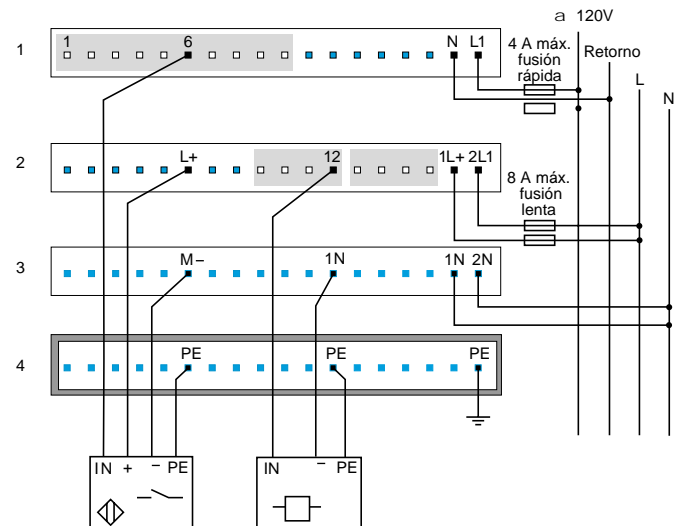 a 120V
1
1 6 N L1
4 A máx.
fusión
rápida
Retorno
L
N
2
L+ 12 1L+ 2L1
8 A máx.
fusión
lenta
3
M– 1N 1N 2N
4
PE PE PE
IN + – PE
IN – PE